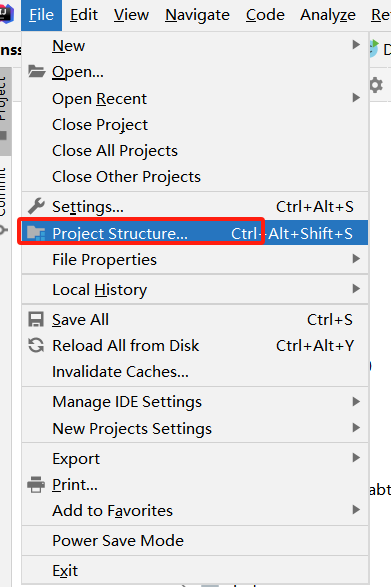 File Edit View Navigate Code Analyze Re
nss
D
Project
Commit
New
Open...
Open Recent
Close Project
Close All Projects
Close Other Projects
Settings... Ctrl+Alt+S
Project Structure... Ctrl+Alt+Shift+S
File Properties
Local History
Save All Ctrl+S
Reload All from Disk Ctrl+Alt+Y
Invalidate Caches...
Manage IDE Settings
New Projects Settings
Export
Print...
abt
Add to Favorites
Power Save Mode
Exit